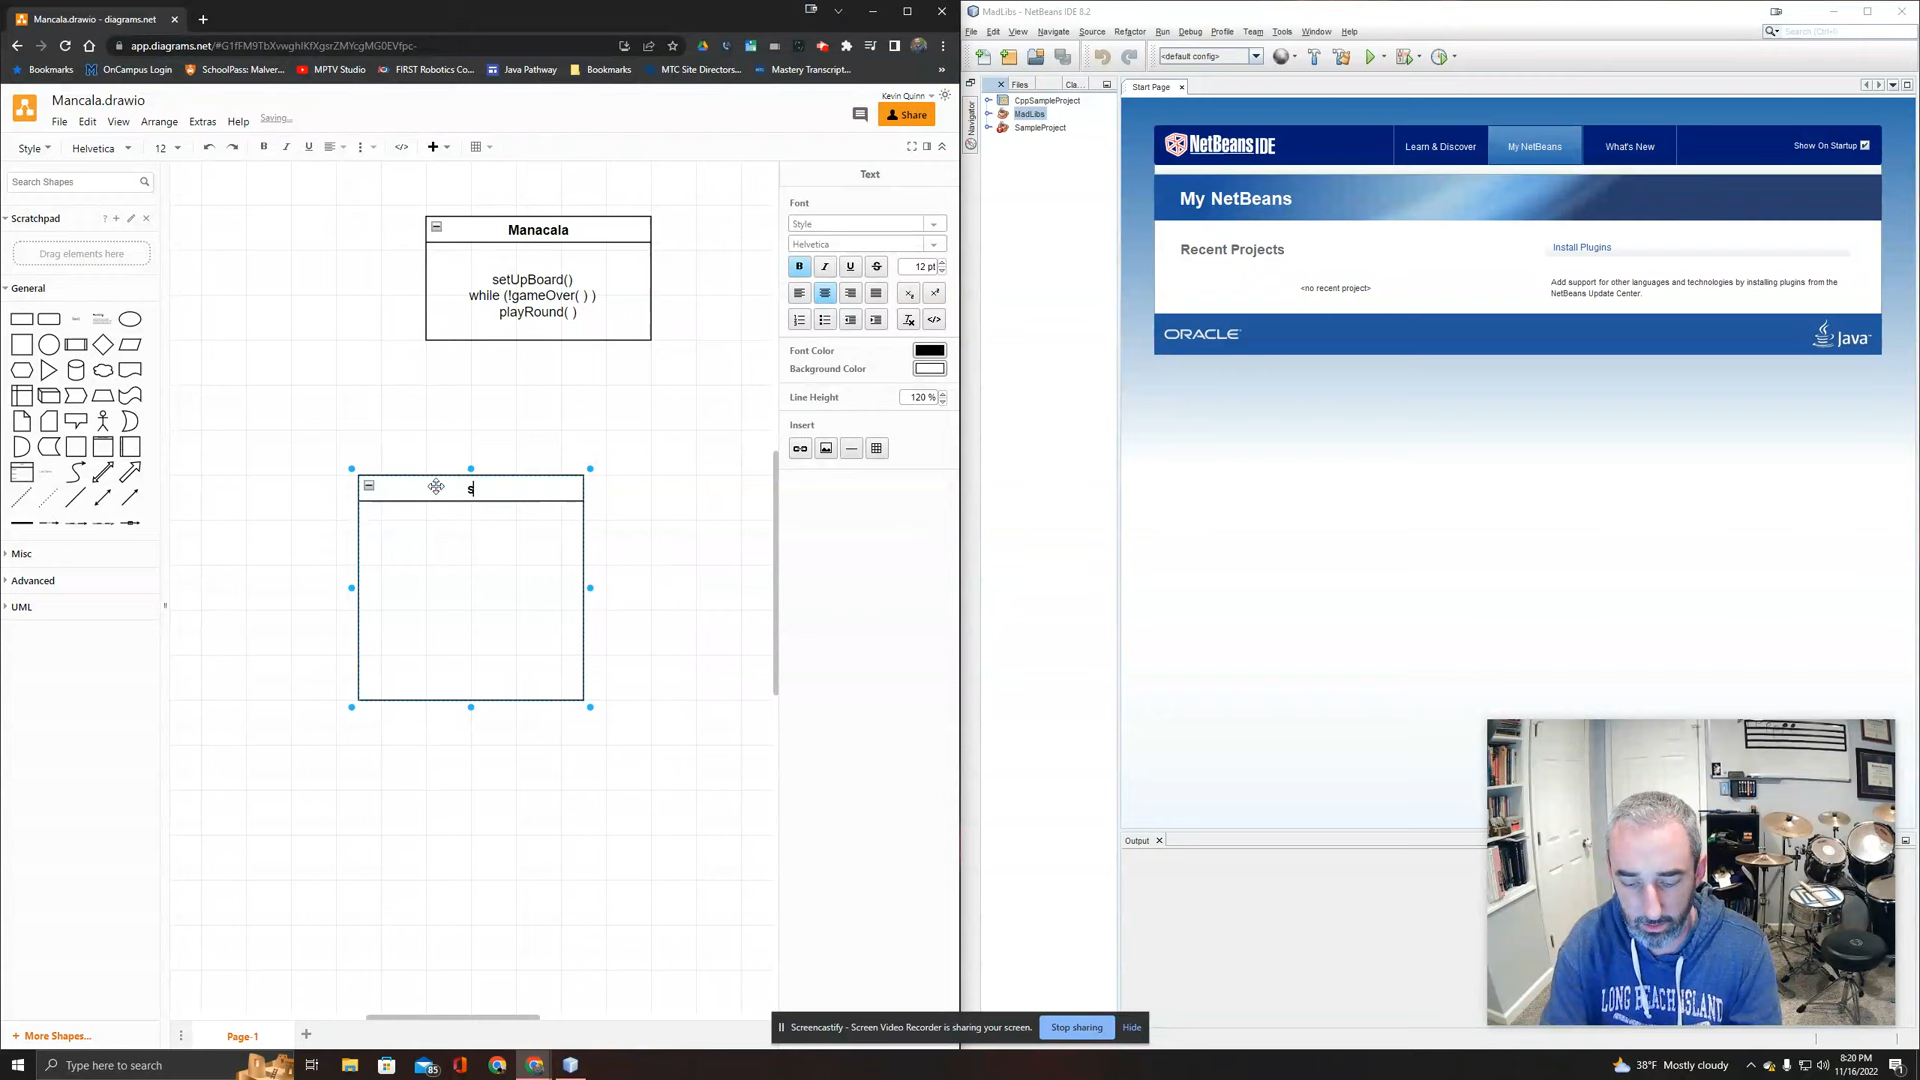 Mancala.drawio - diagrams.net
app.diagrams.net/#G1fFM9TbXvwghIKfXgsrZMYcgMG0EVfpc-
Bookmarks
OnCampus Login
SchoolPass: Malver...
MPTV Studio
FIRST Robotics Co...
Java Pathway
Bookmarks
MTC Site Directors...
Mastery Transcript...
Mancala.drawio
Kevin Quinn
Share
File Edit View Arrange Extras Help Saving...
Style Helvetica 12
Search Shapes
Scratchpad
Drag elements here
General
Misc
Advanced
UML
Manacala
setUpBoard()
while (!gameOver( ) )
playRound( )
s
Text
Font
Style
Helvetica
B I U S 12 pt
Font Color
Background Color
Line Height 120 %
Insert
+ More Shapes...
Page-1
MadLibs - NetBeans IDE 8.2
File Edit View Navigate Source Refactor Run Debug Profile Team Tools Window Help
Search (Ctrl+I)
<default config>
Files
Cla...
Navigator
CppSampleProject
MadLibs
SampleProject
Start Page
NetBeans IDE
Learn & Discover
My NetBeans
What's New
Show On Startup
My NetBeans
Recent Projects
<no recent project>
Install Plugins
Add support for other languages and technologies by installing plugins from the
NetBeans Update Center.
ORACLE
Java
Output
LONG BEACH ISLAND
Screencastify - Screen Video Recorder is sharing your screen.
Stop sharing
Hide
Type here to search
85
38°F Mostly cloudy
8:20 PM
11/16/2022